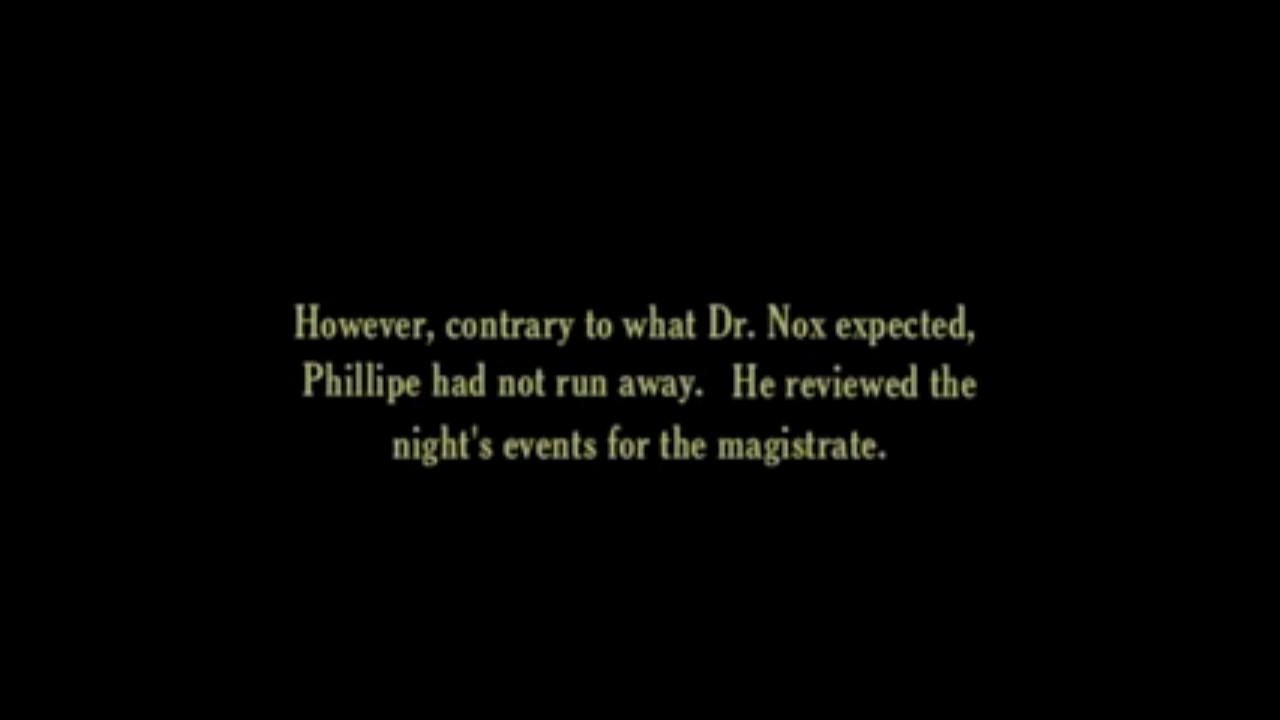 However, contrary to what Dr. Nox expected,
Phillipe had not run away.  He reviewed the
night's events for the magistrate.